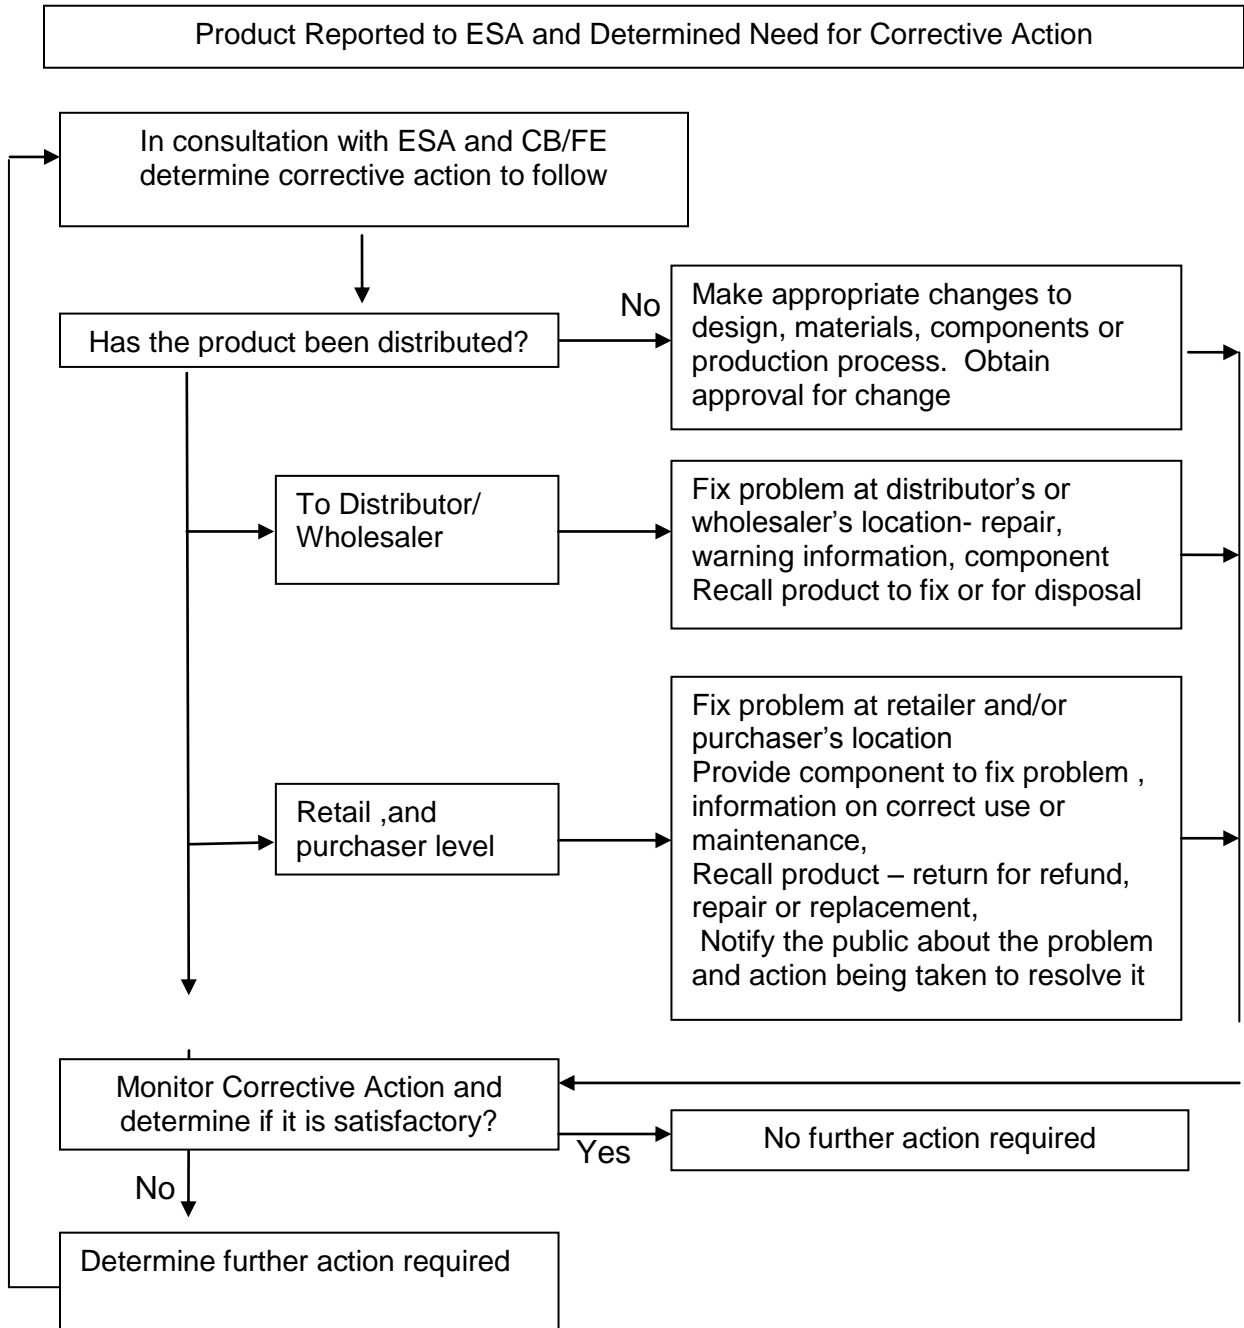 Product Reported to ESA and Determined Need for Corrective Action
In consultation with ESA and CB/FE
determine corrective action to follow
Has the product been distributed?
No
Make appropriate changes to
design, materials, components or
production process.  Obtain
approval for change
To Distributor/
Wholesaler
Fix problem at distributor's or
wholesaler's location- repair,
warning information, component
Recall product to fix or for disposal
Retail ,and
purchaser level
Fix problem at retailer and/or
purchaser's location
Provide component to fix problem ,
information on correct use or
maintenance,
Recall product – return for refund,
repair or replacement,
Notify the public about the problem
and action being taken to resolve it
Monitor Corrective Action and
determine if it is satisfactory?
Yes
No further action required
No
Determine further action required